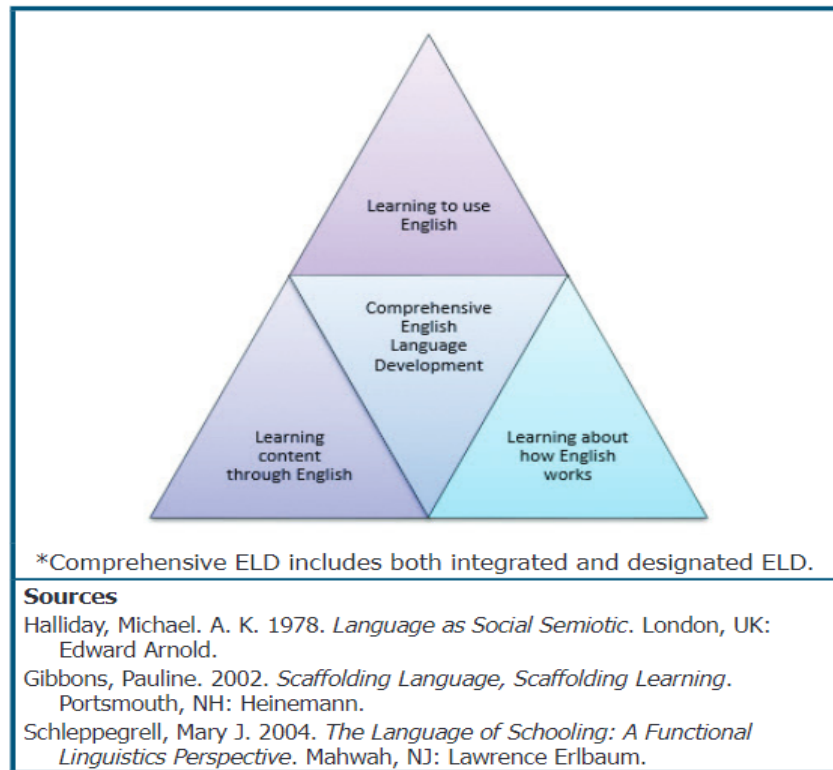 Learning to use
English
Comprehensive
English
Language
Development
Learning
content
through English
Learning about
how English
works
*Comprehensive ELD includes both integrated and designated ELD.
Sources
Halliday, Michael. A. K. 1978. Language as Social Semiotic. London, UK:
Edward Arnold.
Gibbons, Pauline. 2002. Scaffolding Language, Scaffolding Learning.
Portsmouth, NH: Heinemann.
Schleppegrell, Mary J. 2004. The Language of Schooling: A Functional
Linguistics Perspective. Mahwah, NJ: Lawrence Erlbaum.